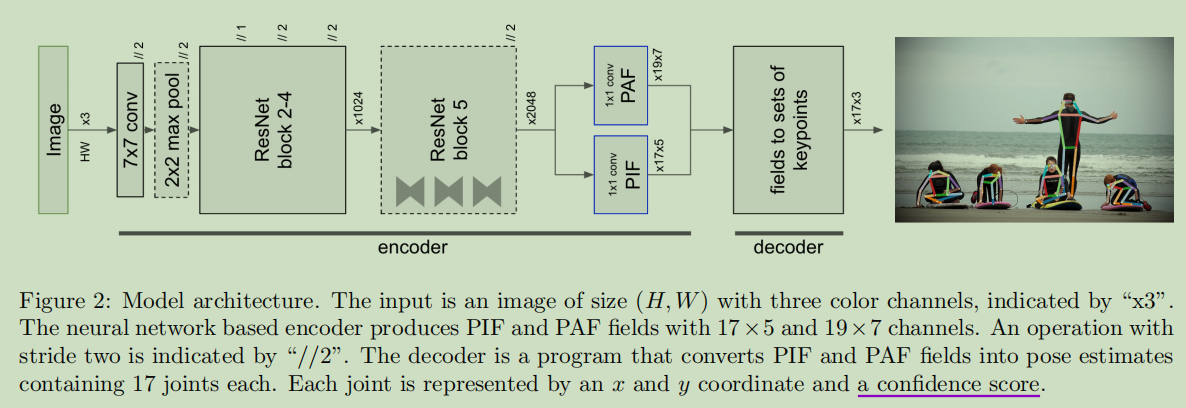 Image
HW x3
7x7 conv
// 2
2x2 max pool
// 2
ResNet
block 2-4
// 1
// 2
// 2
x1024
ResNet
block 5
// 2
x2048
1x1 conv
PAF
x19x7
1x1 conv
PIF
x17x5
fields to sets of
keypoints
x17x3
encoder
decoder
Figure 2: Model architecture. The input is an image of size (H, W) with three color channels, indicated by “x3”.
The neural network based encoder produces PIF and PAF fields with 17×5 and 19×7 channels. An operation with
stride two is indicated by “//2”. The decoder is a program that converts PIF and PAF fields into pose estimates
containing 17 joints each. Each joint is represented by an x and y coordinate and a confidence score.